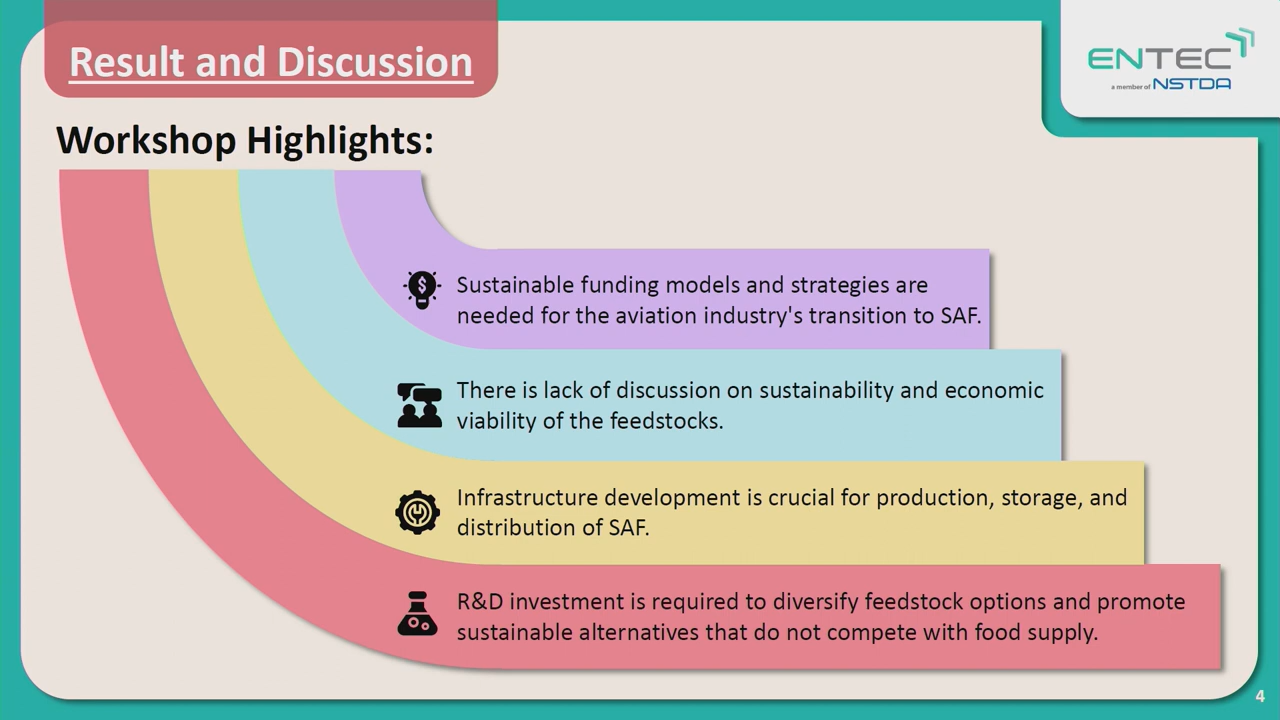 Result and Discussion
ENTEC
a member of NSTDA
Workshop Highlights:
Sustainable funding models and strategies are
needed for the aviation industry's transition to SAF.
There is lack of discussion on sustainability and economic
viability of the feedstocks.
Infrastructure development is crucial for production, storage, and
distribution of SAF.
R&D investment is required to diversify feedstock options and promote
sustainable alternatives that do not compete with food supply.
4